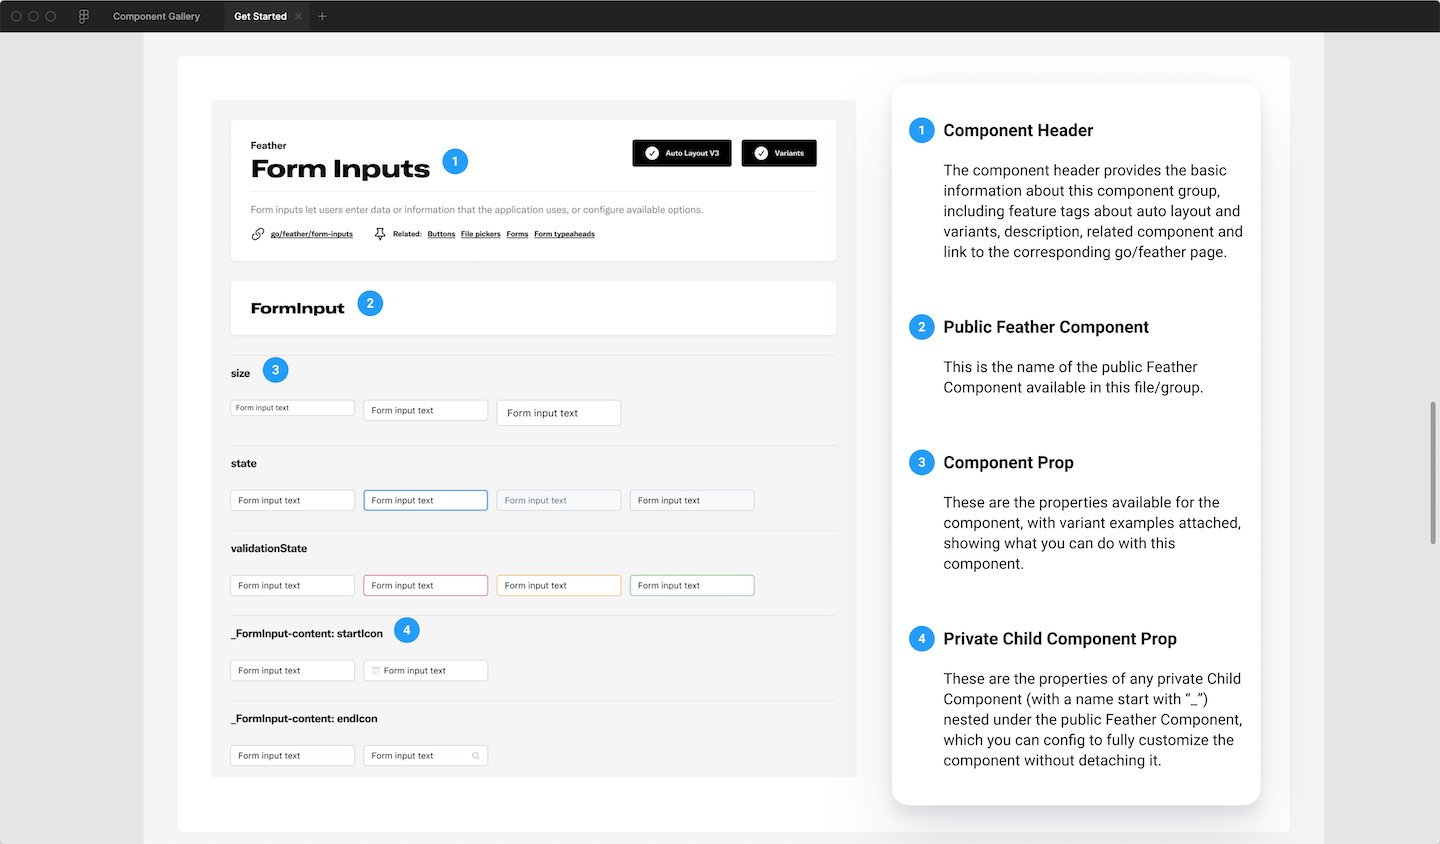 Component Gallery
Get Started
Feather
Form Inputs
1
Auto Layout V3
Variants
Form inputs let users enter data or information that the application uses, or configure available options.
go/feather/form-inputs
Related: Buttons File pickers Forms Form typeaheads
FormInput
2
size
3
Form input text
Form input text
Form input text
state
Form input text
Form input text
Form input text
Form input text
validationState
Form input text
Form input text
Form input text
Form input text
_FormInput-content: startIcon
4
Form input text
Form input text
_FormInput-content: endIcon
Form input text
Form input text
1
Component Header
The component header provides the basic
information about this component group,
including feature tags about auto layout and
variants, description, related component and
link to the corresponding go/feather page.
2
Public Feather Component
This is the name of the public Feather
Component available in this file/group.
3
Component Prop
These are the properties available for the
component, with variant examples attached,
showing what you can do with this
component.
4
Private Child Component Prop
These are the properties of any private Child
Component (with a name start with “_”)
nested under the public Feather Component,
which you can config to fully customize the
component without detaching it.